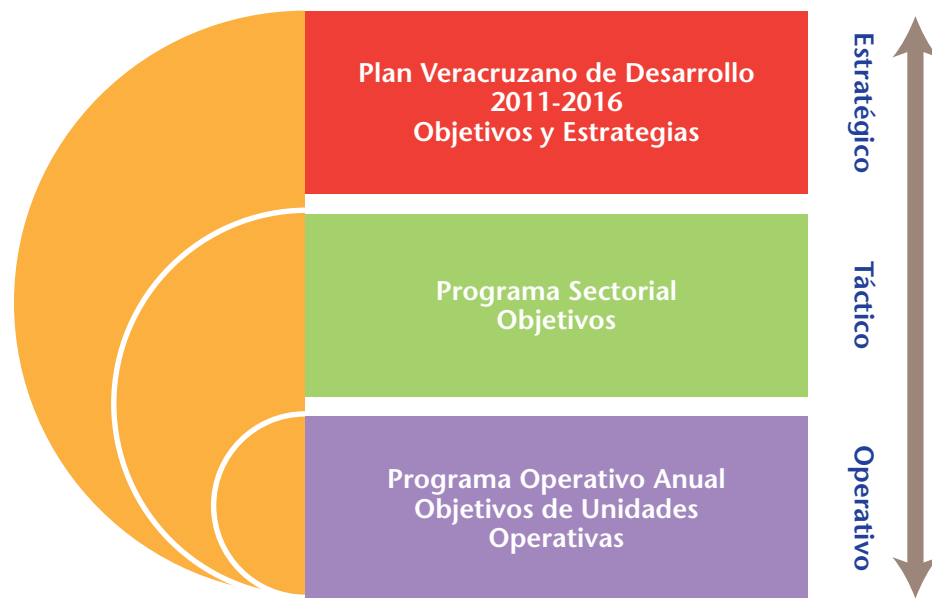 Plan Veracruzano de Desarrollo
2011-2016
Objetivos y Estrategias
Estratégico
Programa Sectorial
Objetivos
Táctico
Programa Operativo Anual
Objetivos de Unidades
Operativas
Operativo